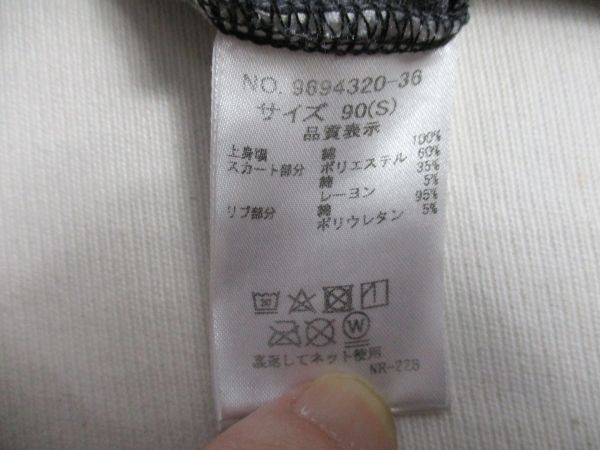 NO. 9894320-36
サイズ 90(S)
品質表示
上身頃 綿 100%
スカート部分 ポリエステル 60%
綿 35%
レーヨン 5%
リブ部分 綿 95%
ポリウレタン 5%
W
裏返してネット使用
NR-226